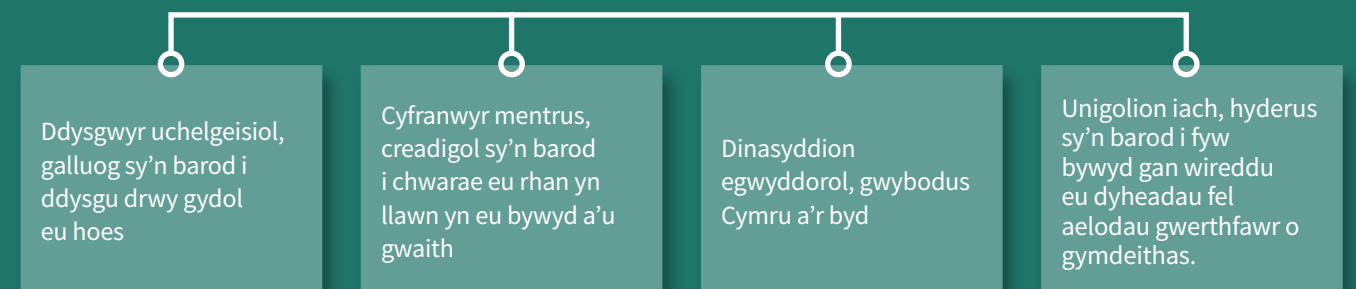 Ddysgwyr uchelgeisiol,
galluog sy’n barod i
ddysgu drwy gydol
eu hoes
Cyfranwyr mentrus,
creadigol sy’n barod
i chwarae eu rhan yn
llawn yn eu bywyd a’u
gwaith
Dinasyddion
egwyddorol, gwybodus
Cymru a’r byd
Unigolion iach, hyderus
sy’n barod i fyw
bywyd gan wireddu
eu dyheadau fel
aelodau gwerthfawr o
gymdeithas.